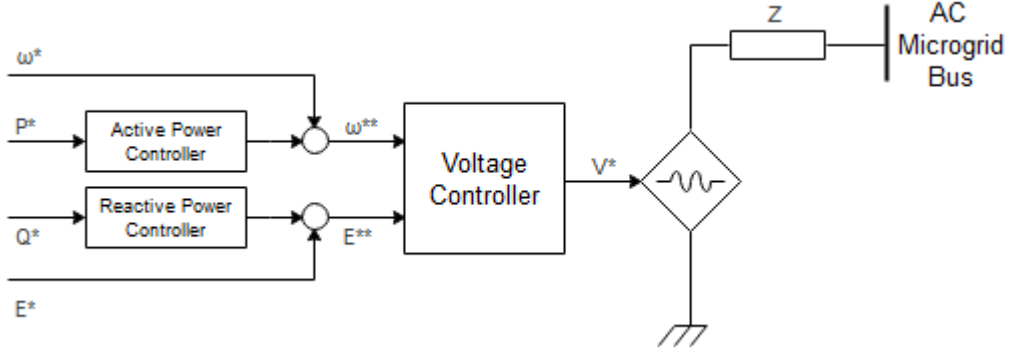 Z
AC
Microgrid
Bus
ω*
P*
Active Power
Controller
ω**
Voltage
Controller
V*
Reactive Power
Controller
Q*
E**
E*